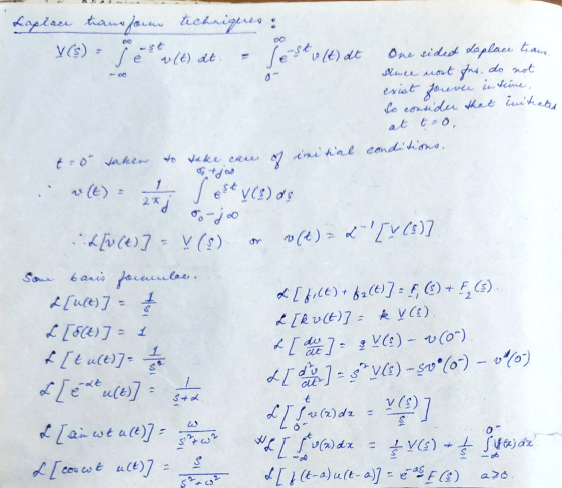 Laplace transform techniques :
V(s) = ∫_{-∞}^{∞} e^{-st} v(t) dt. = ∫_{0^-}^{∞} e^{-st} v(t) dt
One sided Laplace trans.
since most fns. do not
exist forever in time.
So consider that initiated
at t = 0.
t = 0^- taken to take care of initial conditions.
∴ v(t) = 1/2πj ∫_{σ₀-j∞}^{σ₀+j∞} e^{st} V(s) ds
∴ L[v(t)] = V(s) or v(t) = L^{-1}[V(s)]
Some basis formulae.
L[u(t)] = 1/s
L[δ(t)] = 1
L[t u(t)] = 1/s²
L[e^{-αt} u(t)] = 1/s+α
L[sin ωt u(t)] = ω/s²+ω²
L[cos ωt u(t)] = s/s²+ω²
L[f₁(t) + f₂(t)] = F₁(s) + F₂(s).
L[k v(t)] = k V(s).
L[dv/dt] = s V(s) - v(0^-)
L[d²v/dt²] = s² V(s) - s v(0^-) - v'(0^-)
L[∫_{0^-}^{t} v(x) dx = V(s)/s]
L[∫_{-∞}^{t} v(x) dx = 1/s V(s) + 1/s ∫_{-∞}^{0^-} v(x) dx.
L[f(t-a) u(t-a)] = e^{-as} F(s) a≥0.